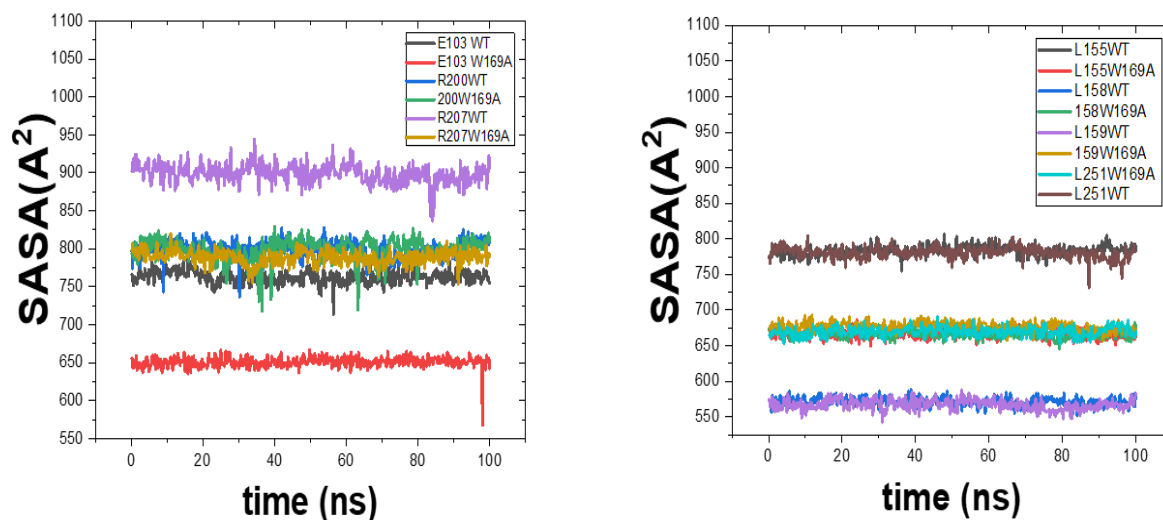 1100
1050
1000
950
900
850
800
750
700
650
600
550
SASA(A²)
E103 WT
E103 W169A
R200WT
200W169A
R207WT
R207W169A
0 20 40 60 80 100
time (ns)
1100
1050
1000
950
900
850
800
750
700
650
600
550
SASA(A²)
L155WT
L155W169A
L158WT
158W169A
L159WT
159W169A
L251W169A
L251WT
0 20 40 60 80 100
time (ns)